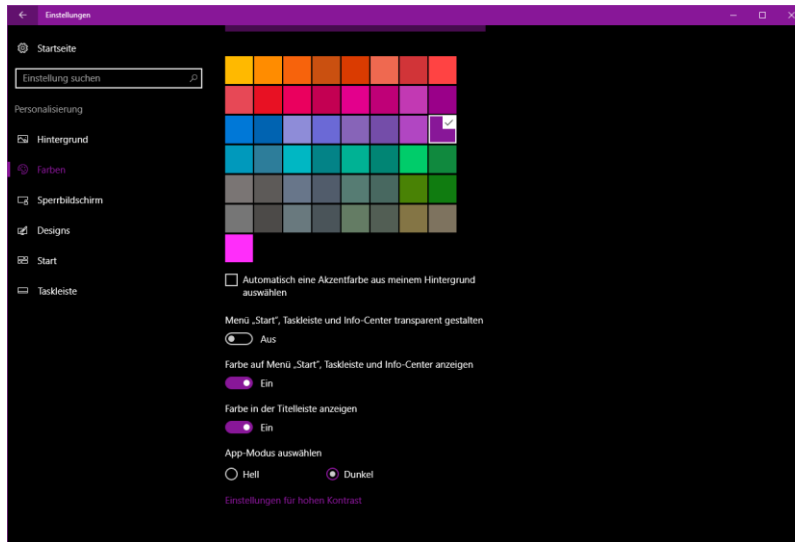 Einstellungen
Startseite
Einstellung suchen
Personalisierung
Hintergrund
Farben
Sperrbildschirm
Designs
Start
Taskleiste
Automatisch eine Akzentfarbe aus meinem Hintergrund
auswählen
Menü „Start", Taskleiste und Info-Center transparent gestalten
Aus
Farbe auf Menü „Start", Taskleiste und Info-Center anzeigen
Ein
Farbe in der Titelleiste anzeigen
Ein
App-Modus auswählen
Hell Dunkel
Einstellungen für hohen Kontrast